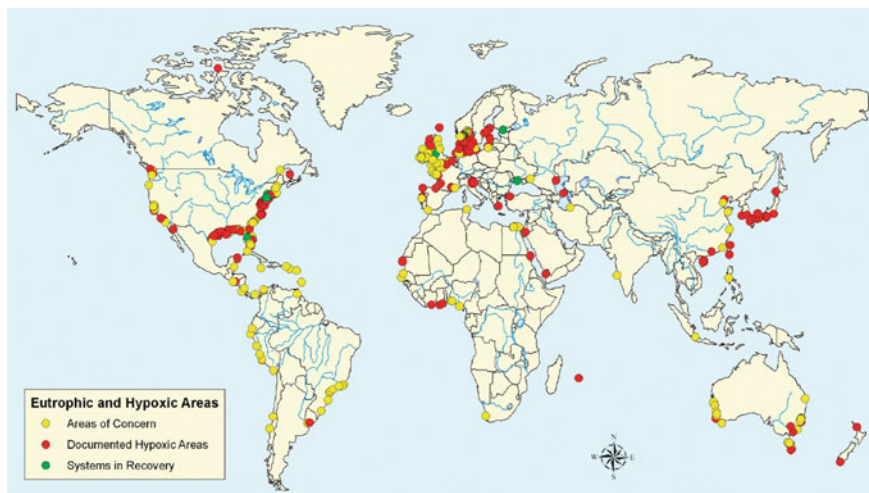 N
W E
S
Eutrophic and Hypoxic Areas
Areas of Concern
Documented Hypoxic Areas
Systems in Recovery